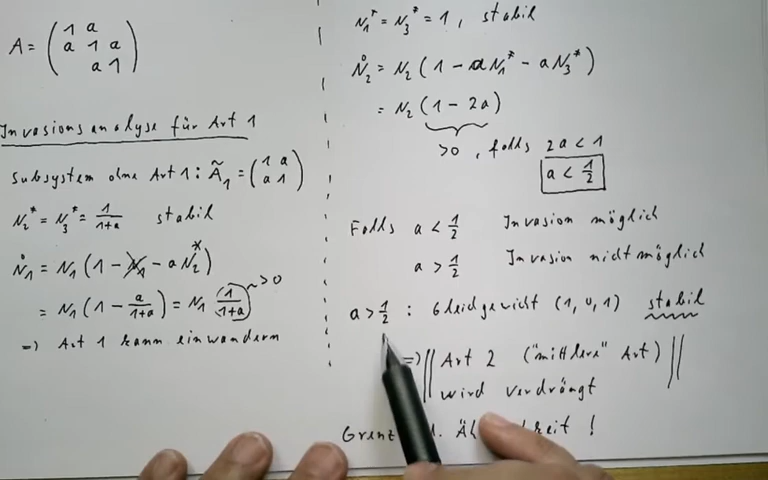 A = ( 1 a
a 1 a
a 1 )
Invasionsanalyse für Art 1
Subsystem ohne Art 1: Ã₁ = ( 1 a
a 1 )
N₂* = N₃* = 1/(1+a) stabil
Ṅ₁ = N₁ (1 - N₁ - a N₂*)
= N₁ (1 - a/(1+a)) = N₁ (1/(1+a)) > 0
=> Art 1 kann einwandern
N₁* = N₃* = 1, stabil
Ṅ₂ = N₂ (1 - a N₁* - a N₃*)
= N₂ (1 - 2a)
> 0, falls 2a < 1
a < 1/2
Falls a < 1/2 Invasion möglich
a > 1/2 Invasion nicht möglich
a > 1/2 : Gleichgewicht (1, 0, 1) stabil
=> || Art 2 ("mittlere" Art) ||
wird verdrängt
!